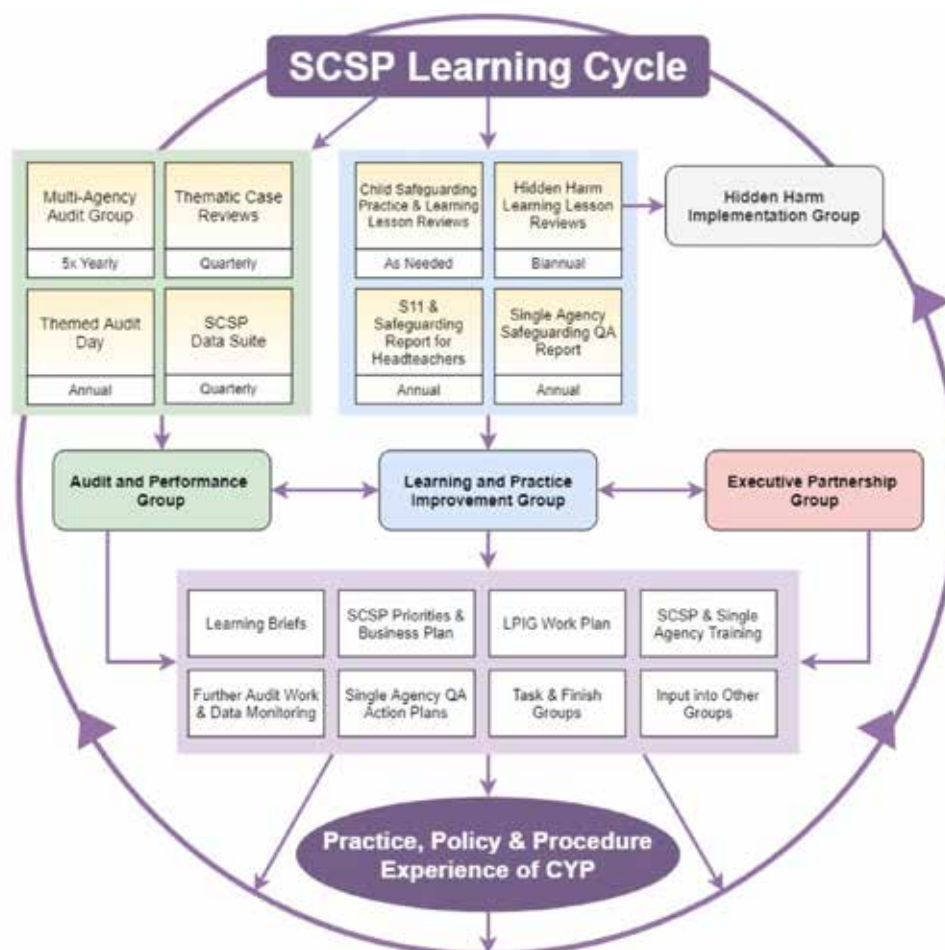 SCSP Learning Cycle
Multi-Agency
Audit Group
5x Yearly
Thematic Case
Reviews
Quarterly
Themed Audit
Day
Annual
SCSP
Data Suite
Quarterly
Child Safeguarding
Practice & Learning
Lesson Reviews
As Needed
Hidden Harm
Learning Lesson
Reviews
Biannual
S11 &
Safeguarding
Report for
Headteachers
Annual
Single Agency
Safeguarding QA
Report
Annual
Hidden Harm
Implementation Group
Audit and Performance
Group
Learning and Practice
Improvement Group
Executive Partnership
Group
Learning Briefs
SCSP Priorities &
Business Plan
LPIG Work Plan
SCSP & Single
Agency Training
Further Audit Work
& Data Monitoring
Single Agency QA
Action Plans
Task & Finish
Groups
Input into Other
Groups
Practice, Policy & Procedure
Experience of CYP